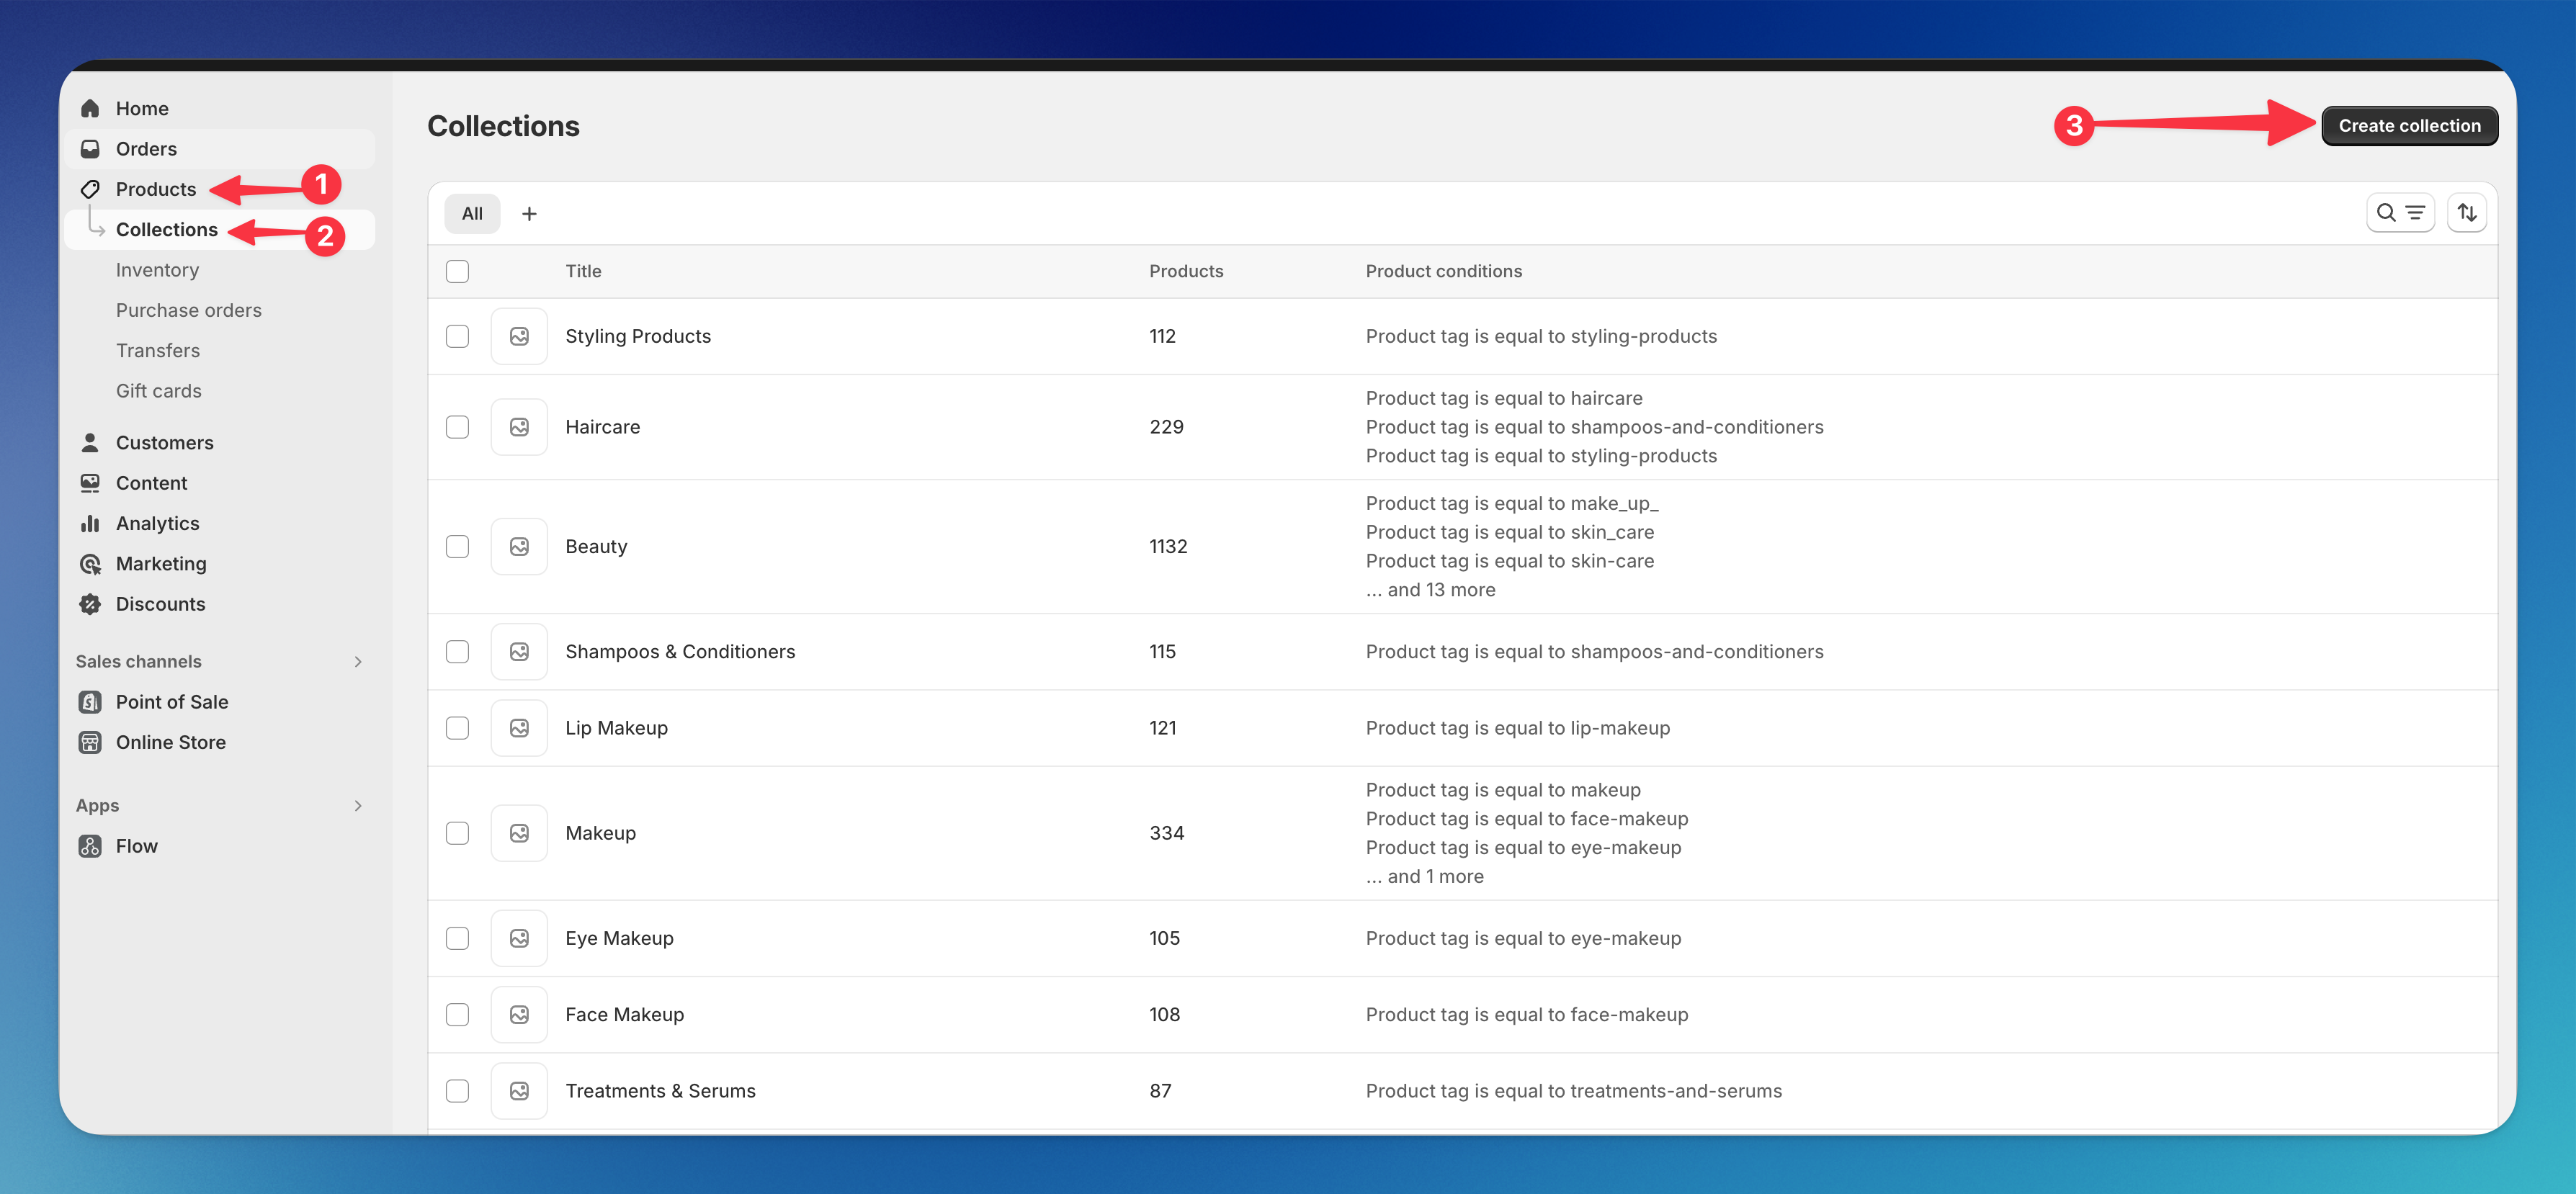 Home
Orders
Products
1
Collections
2
Inventory
Purchase orders
Transfers
Gift cards
Customers
Content
Analytics
Marketing
Discounts
Sales channels
Point of Sale
Online Store
Apps
Flow
Collections
3
Create collection
All
Title Products Product conditions
Styling Products 112 Product tag is equal to styling-products
Haircare 229
Product tag is equal to haircare
Product tag is equal to shampoos-and-conditioners
Product tag is equal to styling-products
Beauty 1132
Product tag is equal to make_up_
Product tag is equal to skin_care
Product tag is equal to skin-care
... and 13 more
Shampoos & Conditioners 115 Product tag is equal to shampoos-and-conditioners
Lip Makeup 121 Product tag is equal to lip-makeup
Makeup 334
Product tag is equal to makeup
Product tag is equal to face-makeup
Product tag is equal to eye-makeup
... and 1 more
Eye Makeup 105 Product tag is equal to eye-makeup
Face Makeup 108 Product tag is equal to face-makeup
Treatments & Serums 87 Product tag is equal to treatments-and-serums